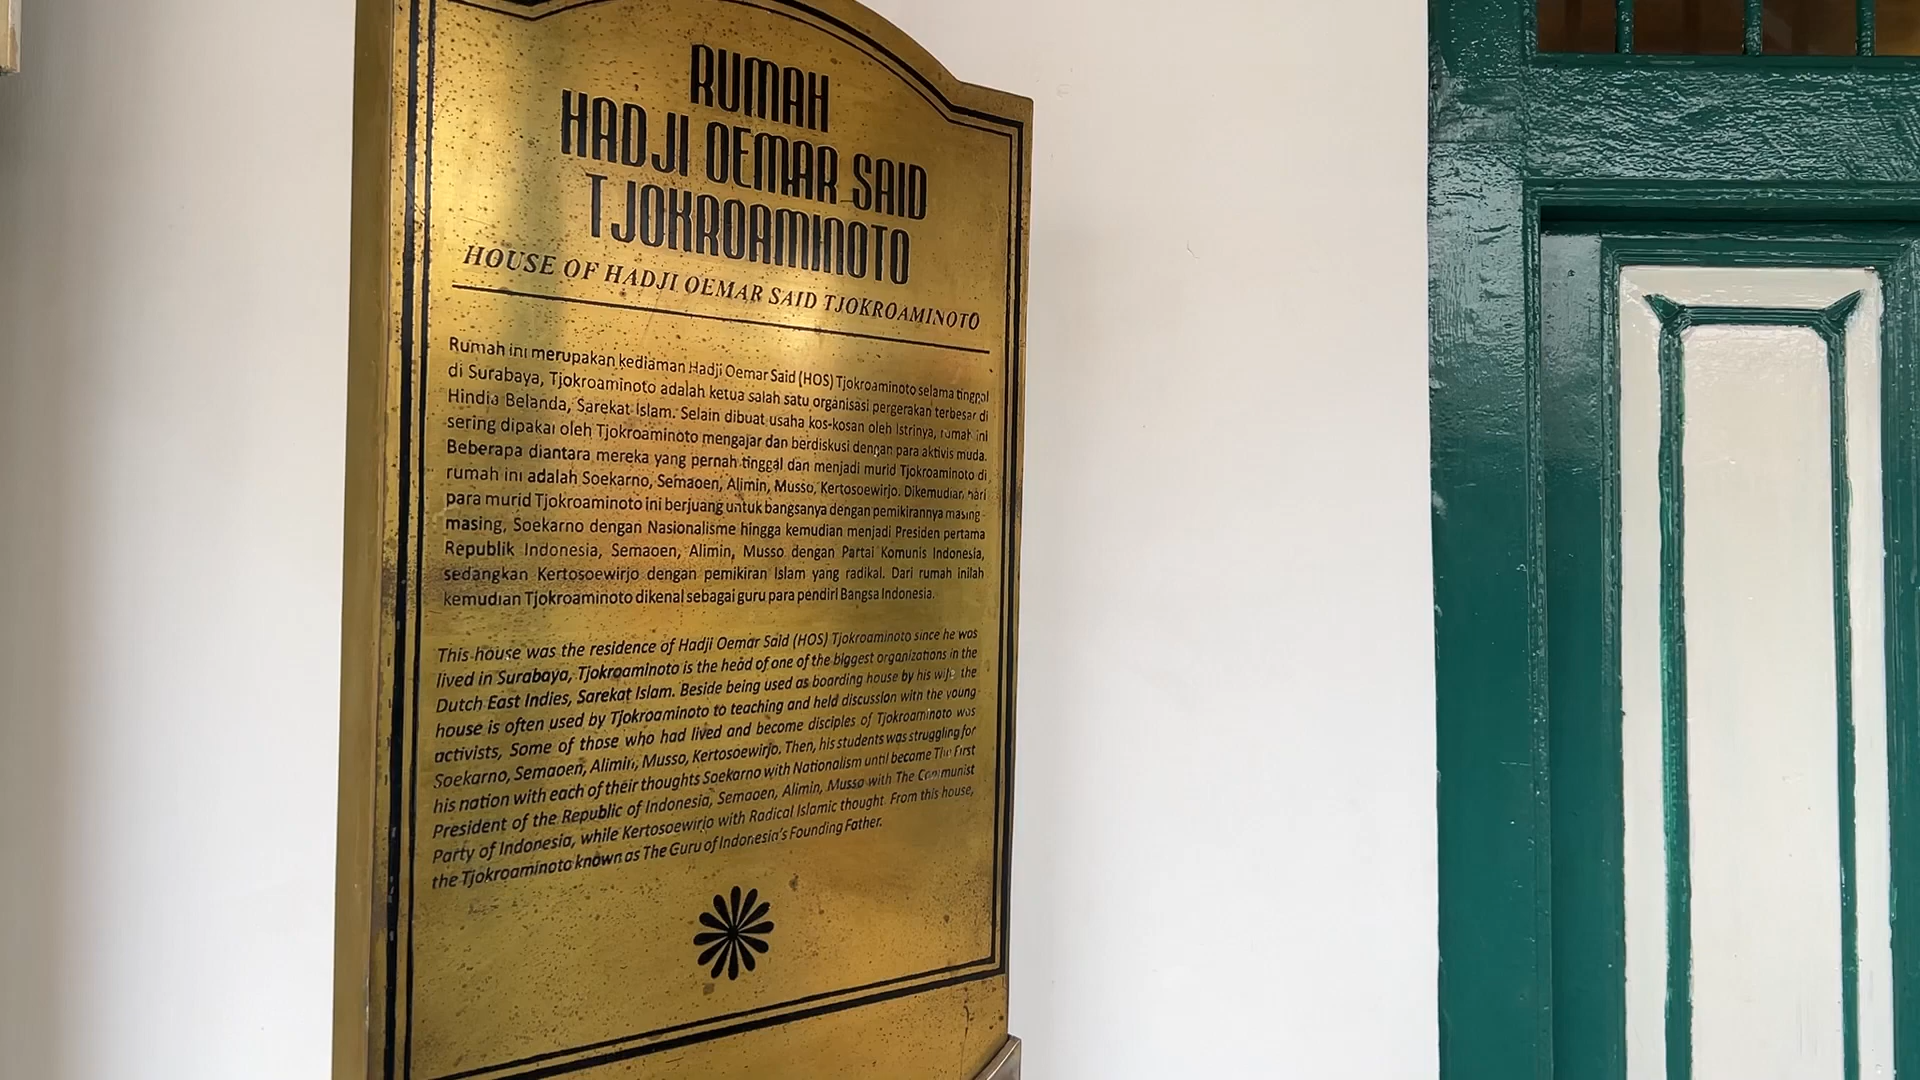 RUMAH
HADJI OEMAR SAID
TJOKROAMINOTO
HOUSE OF HADJI OEMAR SAID TJOKROAMINOTO
Rumah ini merupakan kediaman Hadji Oemar Said (HOS) Tjokroaminoto selama tinggal
di Surabaya, Tjokroaminoto adalah ketua salah satu organisasi pergerakan terbesar di
Hindia Belanda, Sarekat Islam. Selain dibuat usaha kos-kosan oleh Istrinya, rumah ini
sering dipakai oleh Tjokroaminoto mengajar dan berdiskusi dengan para aktivis muda.
Beberapa diantara mereka yang pernah tinggal dan menjadi murid Tjokroaminoto di
rumah ini adalah Soekarno, Semaoen, Alimin, Musso, Kertosoewirjo. Dikemudian hari
para murid Tjokroaminoto ini berjuang untuk bangsanya dengan pemikirannya masing-
masing, Soekarno dengan Nasionalisme hingga kemudian menjadi Presiden pertama
Republik Indonesia, Semaoen, Alimin, Musso dengan Partai Komunis Indonesia,
sedangkan Kertosoewirjo dengan pemikiran Islam yang radikal. Dari rumah inilah
kemudian Tjokroaminoto dikenal sebagai guru para pendiri Bangsa Indonesia.
This house was the residence of Hadji Oemar Said (HOS) Tjokroaminoto since he was
lived in Surabaya, Tjokroaminoto is the head of one of the biggest organizations in the
Dutch East Indies, Sarekat Islam. Beside being used as boarding house by his wife the
house is often used by Tjokroaminoto to teaching and held discussion with the young
activists, Some of those who had lived and become disciples of Tjokroaminoto was
Soekarno, Semaoen, Alimin, Musso, Kertosoewirjo. Then, his students was struggling for
his nation with each of their thoughts Soekarno with Nationalism until become The First
President of the Republic of Indonesia, Semaoen, Alimin, Musso with The Communist
Party of Indonesia, while Kertosoewirjo with Radical Islamic thought. From this house,
the Tjokroaminoto known as The Guru of Indonesia's Founding Father.